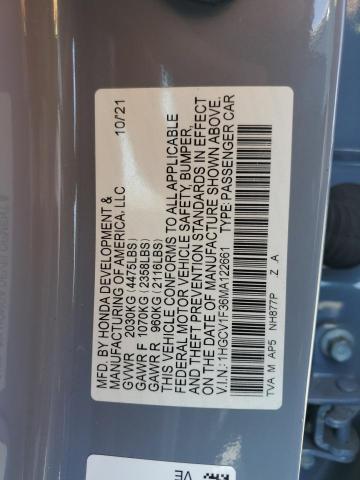 MFD. BY HONDA DEVELOPMENT & 10/21
MANUFACTURING OF AMERICA, LLC
GVWR 2030KG (4475LBS)
GAWR F 1070KG (2358LBS)
GAWR R 960KG (2116LBS)
THIS VEHICLE CONFORMS TO ALL APPLICABLE
FEDERAL MOTOR VEHICLE SAFETY, BUMPER,
AND THEFT PREVENTION STANDARDS IN EFFECT
ON THE DATE OF MANUFACTURE SHOWN ABOVE.
V.I.N.: 1HGCV1F36MA122661 TYPE: PASSENGER CAR
TVA M AP5 NH877P Z A
VE